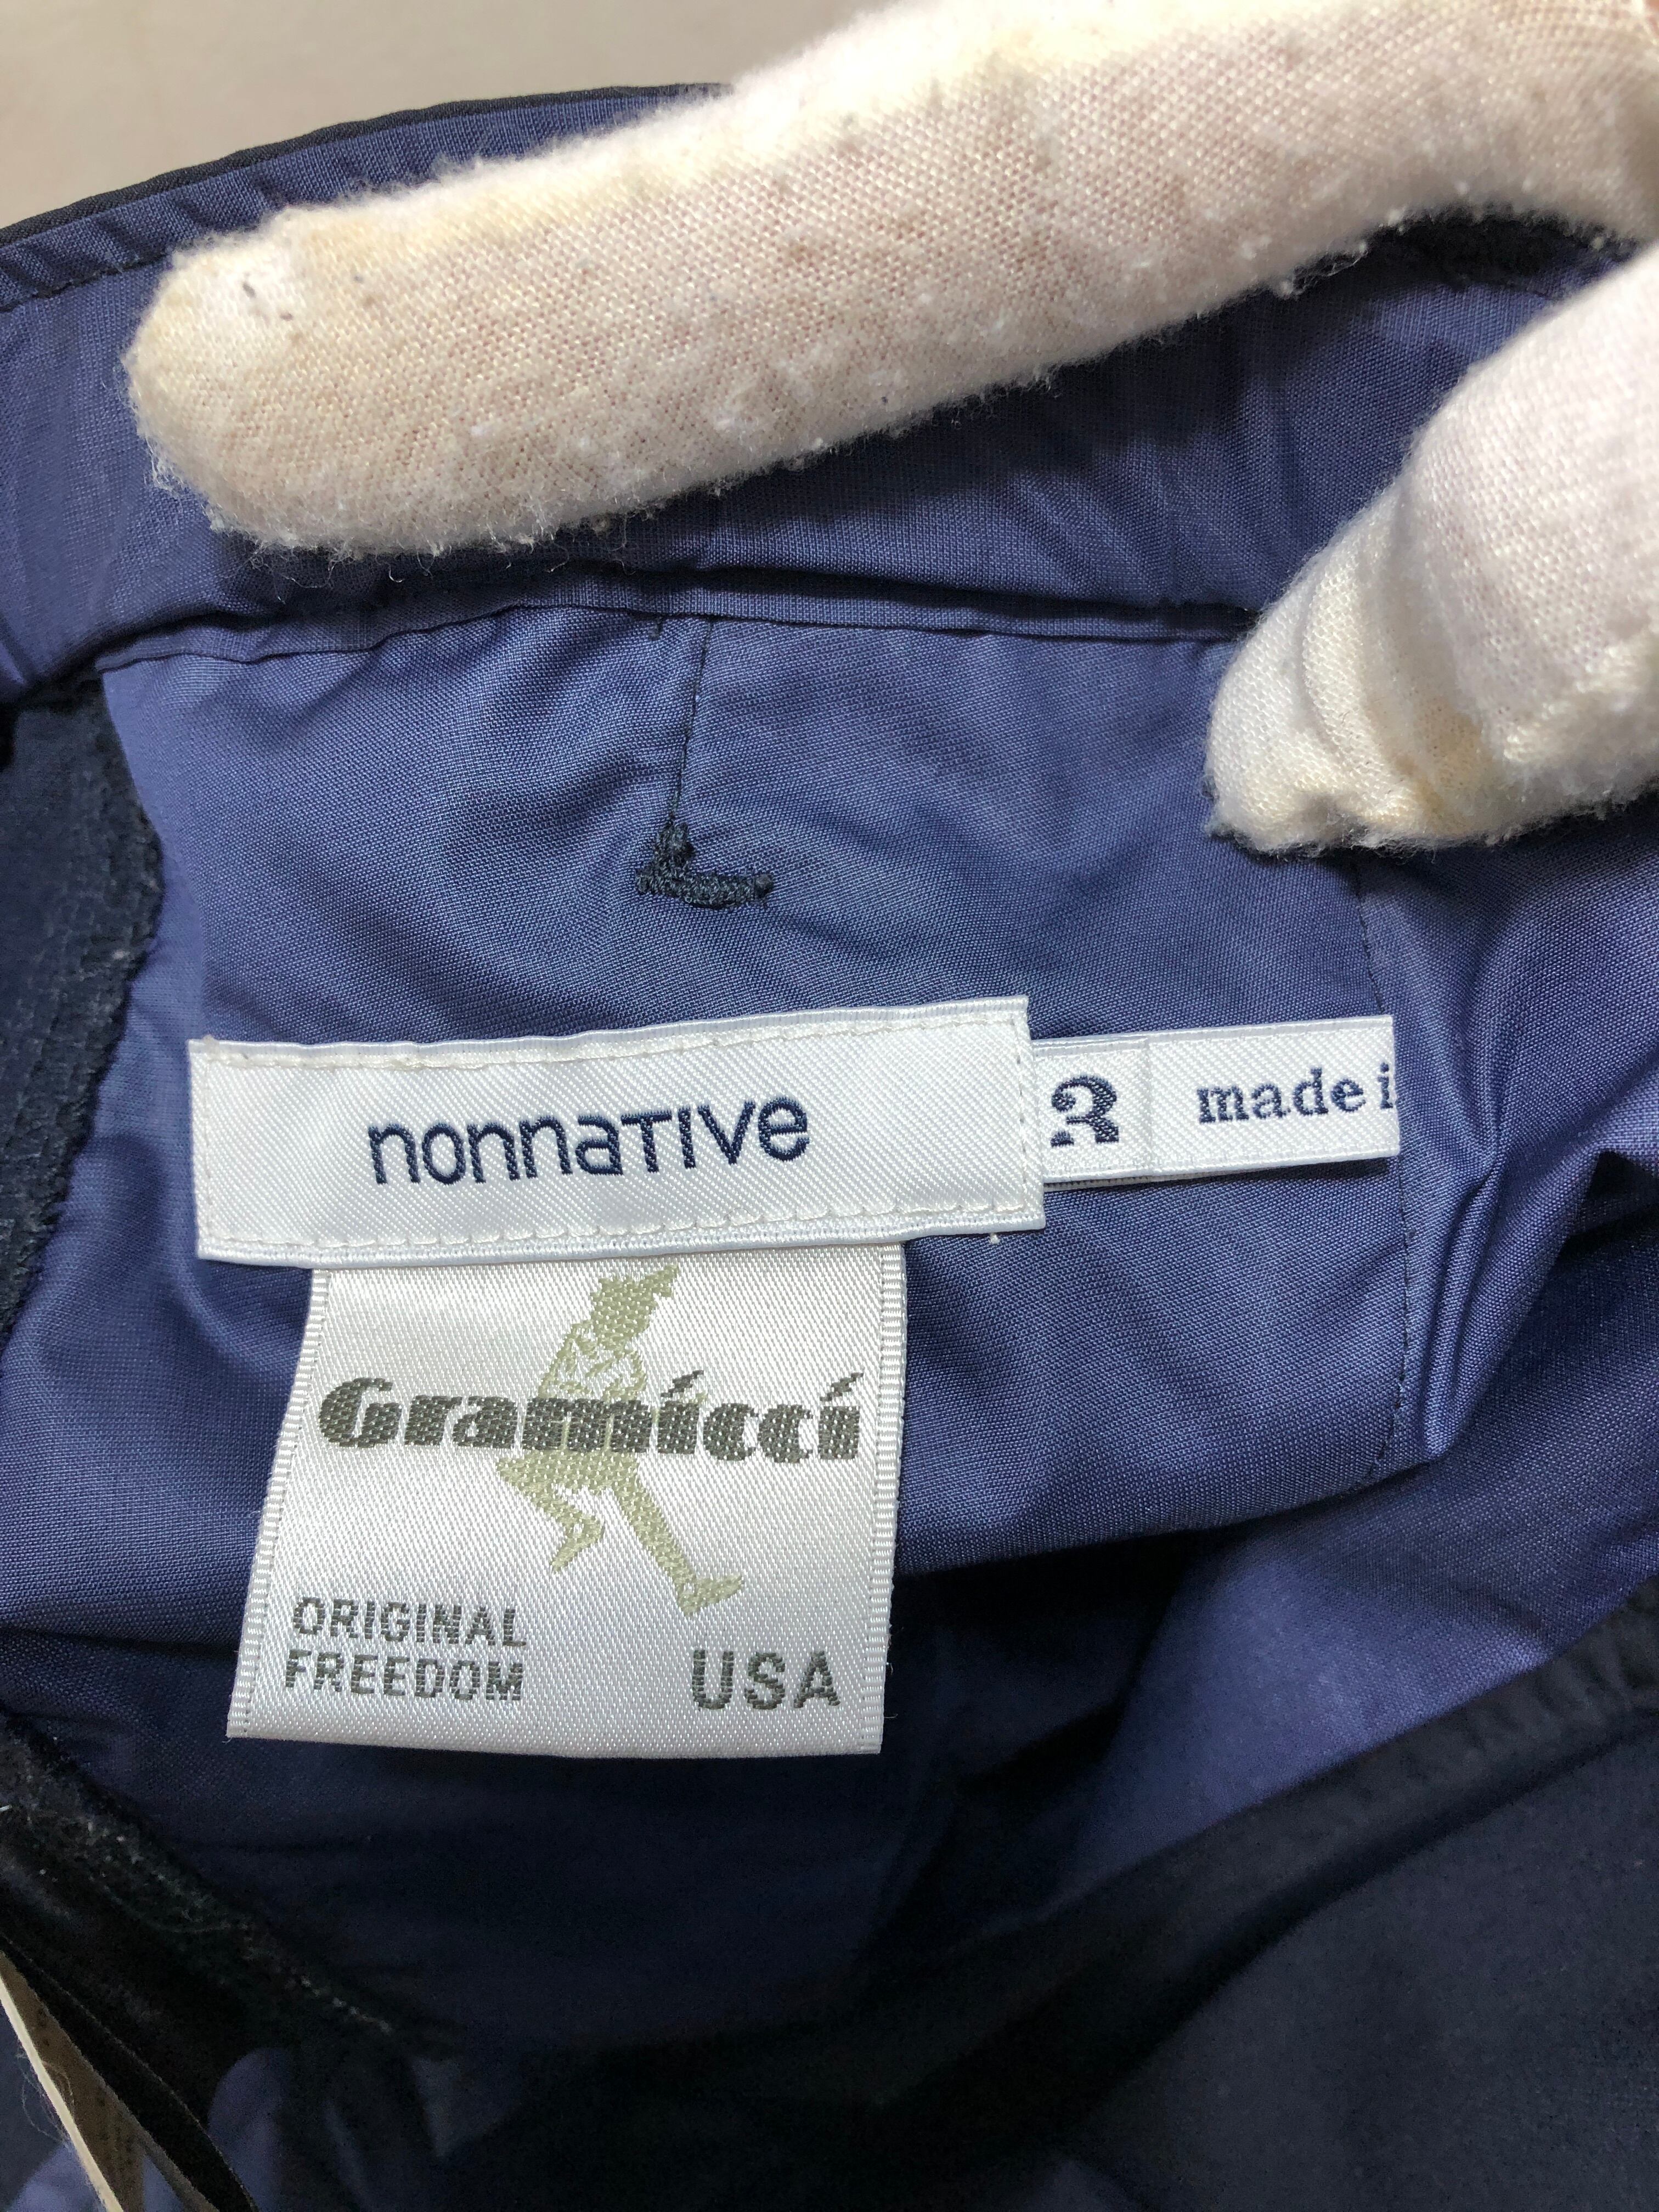 nonnaTIVe
3 made i
Gramicci
ORIGINAL
FREEDOM
USA